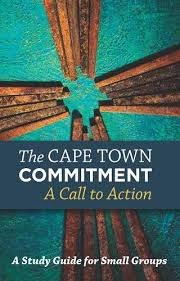 The CAPE TOWN
COMMITMENT
A Call to Action
A Study Guide for Small Groups